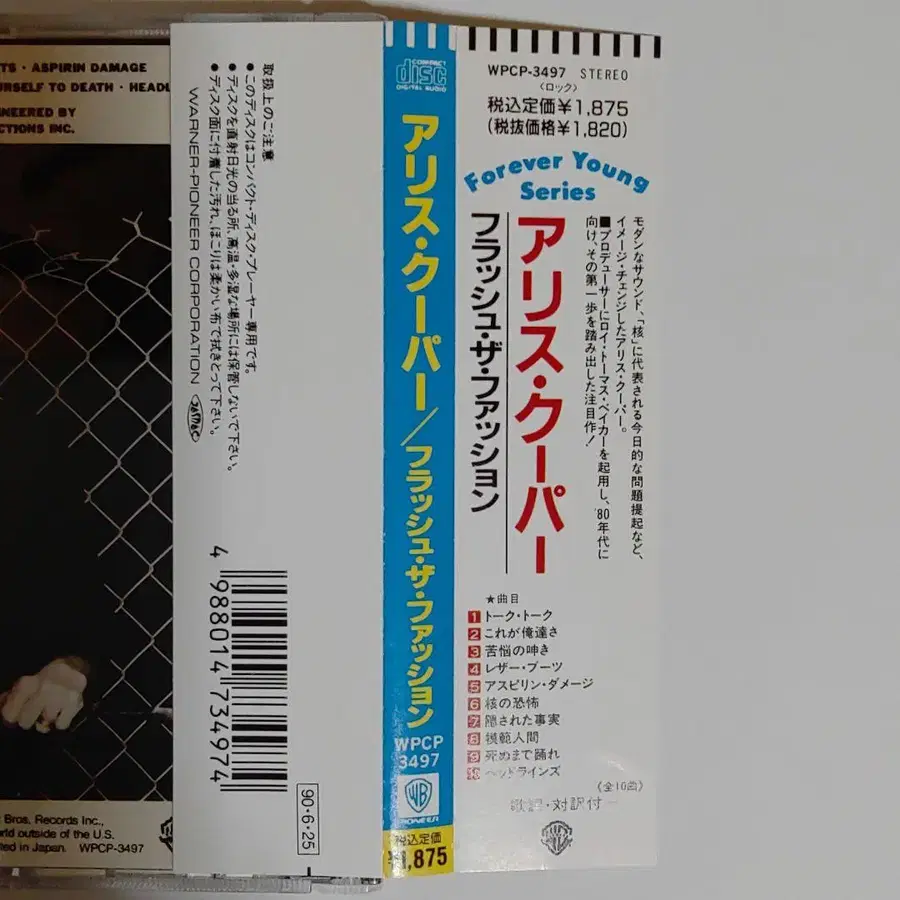 TS・ASPIRIN DAMAGE
URSELF TO DEATH・HEADL
INEERED BY
CTIONS INC.
Bros. Records Inc.,
orld outside of the U.S.
ted in Japan. WPCP-3497
取扱上のご注意
●このディスクはコンパクト・ディスク・プレーヤー専用です。
●ディスクを直射日光の当る所、高温・多湿な場所には保管しないで下さい。
●ディスク面に付着した汚れ、ほこりは柔かい布で拭きとって下さい。
WARNER-PIONEER CORPORATION
4 988014 734974
90・6・25
COMPACT
disc
DIGITAL AUDIO
アリス・クーパー/フラッシュ・ザ・ファッション
WPCP
3497
WB
PIONEER
税込定価
¥1,875
WPCP-3497 STEREO
〈ロック〉
税込定価¥1,875
(税抜価格¥1,820)
Forever Young
Series
アリス・クーパー
フラッシュ・ザ・ファッション
モダンなサウンド、「核」に代表される今日的な問題提起など、
イメージ・チェンジしたアリス・クーパー。
■プロデューサーにロイ・トーマス・ベイカーを起用し、'80年代に
向け、その第一歩を踏み出した注目作!
★曲目
1 トーク・トーク
2 これが俺達さ
3 苦悩の呻き
4 レザー・ブーツ
5 アスピリン・ダメージ
6 核の恐怖
7 隠された事実
8 模範人間
9 死ぬまで踊れ
10 ヘッドラインズ
《全10曲》
歌詞・対訳付